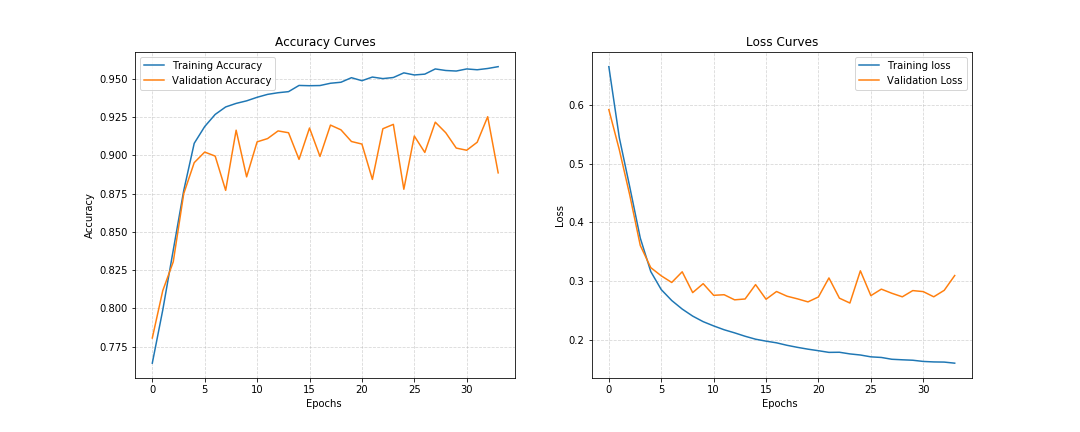 Accuracy Curves
Training Accuracy
Validation Accuracy
0.950
0.925
0.900
0.875
0.850
0.825
0.800
0.775
Accuracy
0 5 10 15 20 25 30
Epochs
Loss Curves
Training loss
Validation Loss
0.6
0.5
0.4
0.3
0.2
Loss
0 5 10 15 20 25 30
Epochs